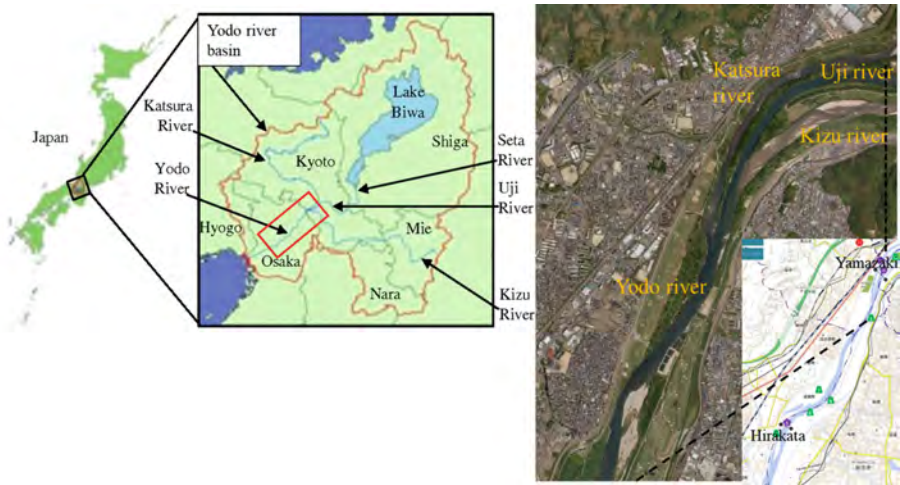 Yodo river
basin
Katsura
River
Japan
Yodo
River
Lake
Biwa
Shiga
Kyoto
Hyogo
Osaka
Mie
Nara
Seta
River
Uji
River
Kizu
River
Katsura
river
Uji river
Kizu river
Yodo river
Yamazaki
Hirakata